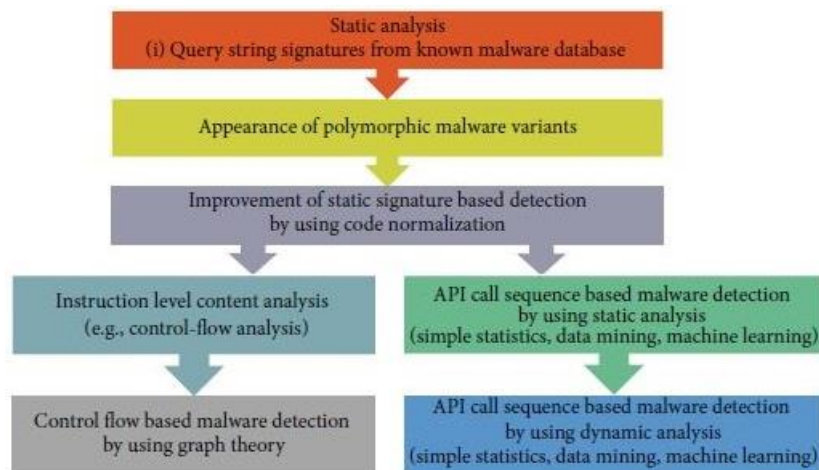 Static analysis
(i) Query string signatures from known malware database
Appearance of polymorphic malware variants
Improvement of static signature based detection
by using code normalization
Instruction level content analysis
(e.g., control-flow analysis)
API call sequence based malware detection
by using static analysis
(simple statistics, data mining, machine learning)
Control flow based malware detection
by using graph theory
API call sequence based malware detection
by using dynamic analysis
(simple statistics, data mining, machine learning)